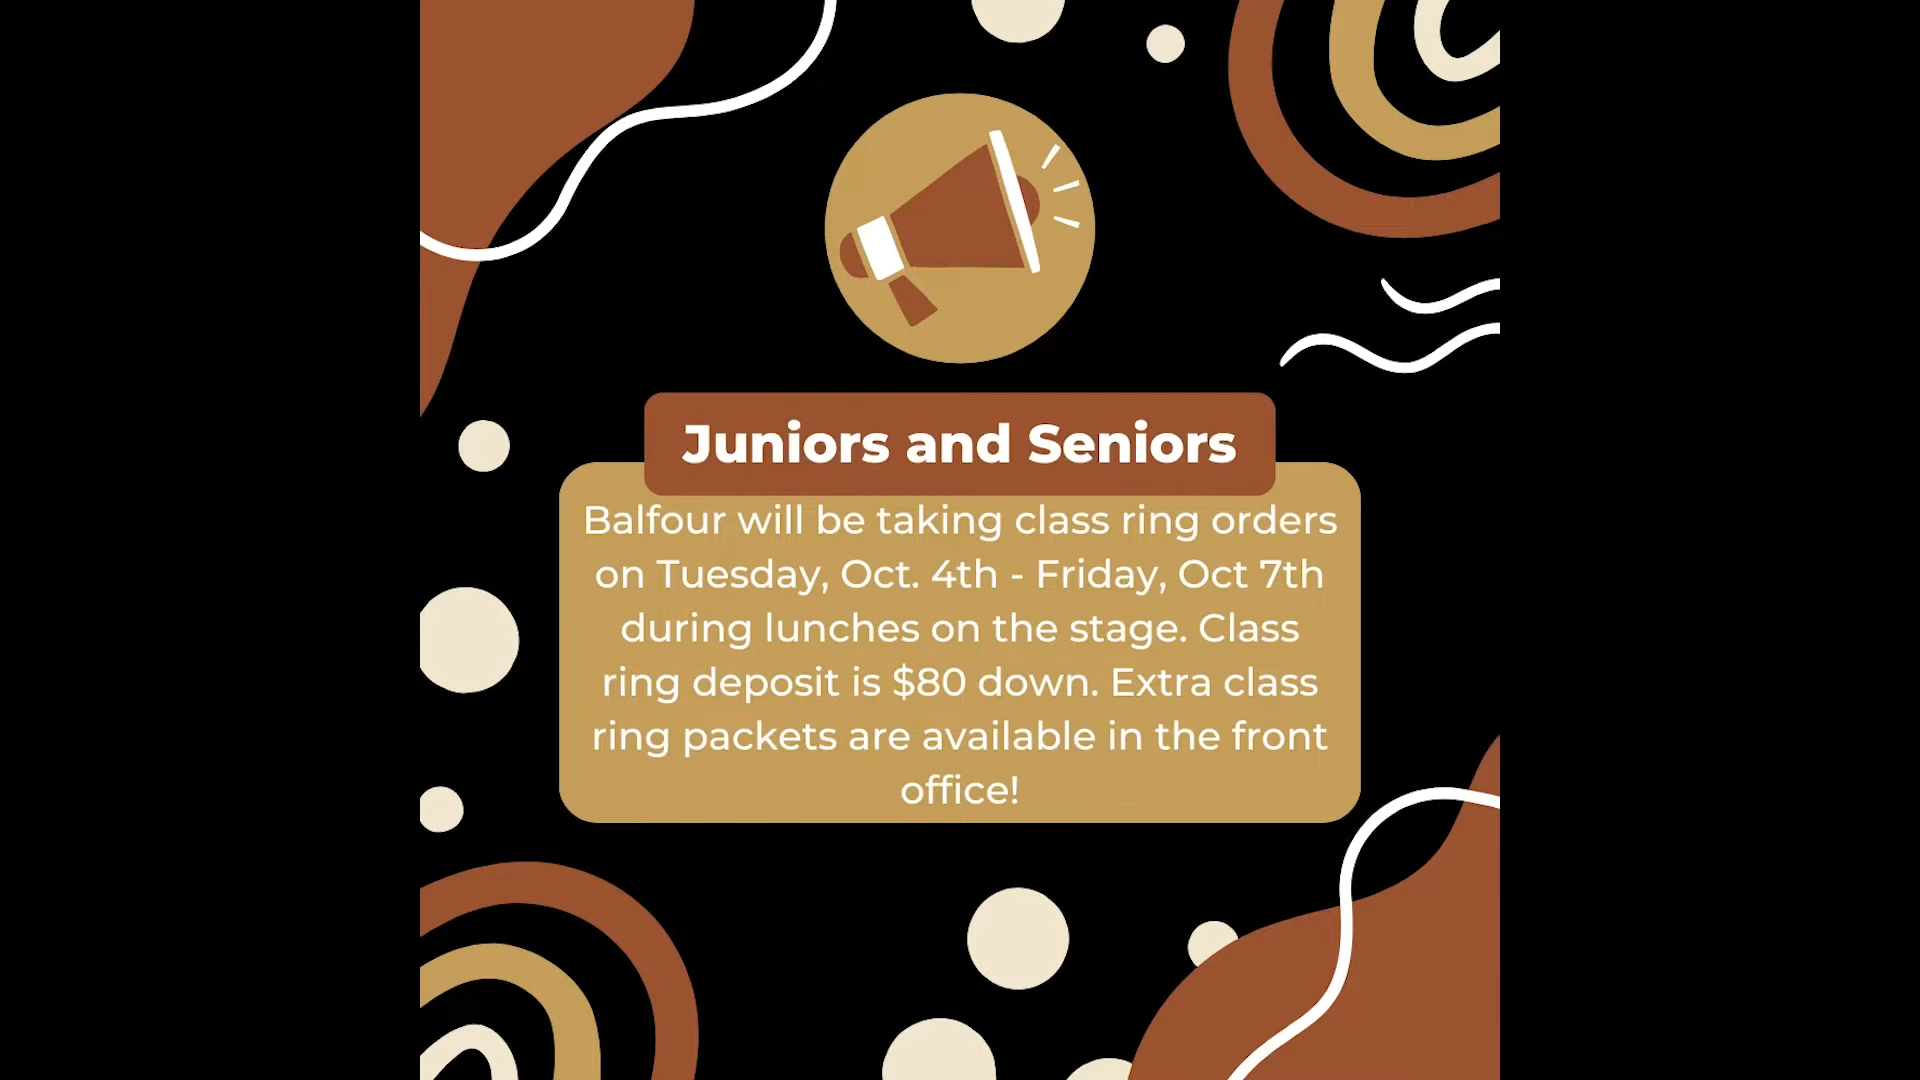 Juniors and Seniors
Balfour will be taking class ring orders
on Tuesday, Oct. 4th - Friday, Oct 7th
during lunches on the stage. Class
ring deposit is $80 down. Extra class
ring packets are available in the front
office!